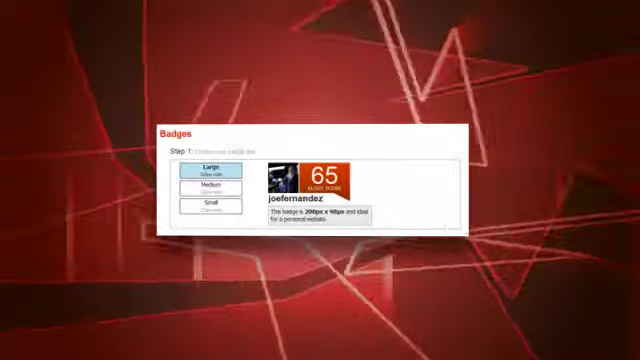 Badges
Step 1:
Large
Medium
Small
65
KLOUT SCORE
joefernandez
The badge is 200px x 98px and ideal
for a personal website.